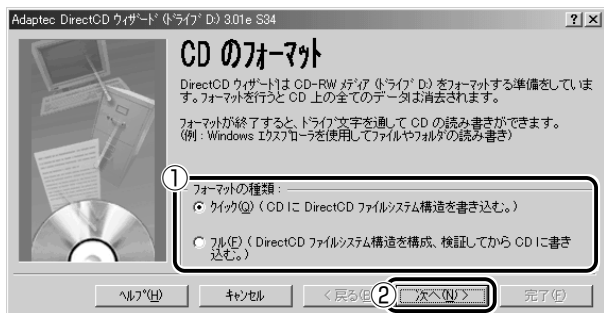 Adaptec DirectCD ウィザード (ドライブ D:) 3.01e S34
CD のフォーマット
DirectCD ウィザードは CD-RW メディア (ドライブ D:) をフォーマットする準備をしていま
す。フォーマットを行うと CD 上の全てのデータは消去されます。
フォーマットが終了すると、ドライブ文字を通して CD の読み書きができます。
(例 : Windows エクスプローラを使用してファイルやフォルダの読み書き)
①
フォーマットの種類 :
クイック(Q) ( CD に DirectCD ファイルシステム構造を書き込む。)
フル(F) ( DirectCD ファイルシステム構造を構成、検証してから CD に書き
込む。)
ヘルプ(H) キャンセル < 戻る(B ② 次へ(N) > 完了(F)